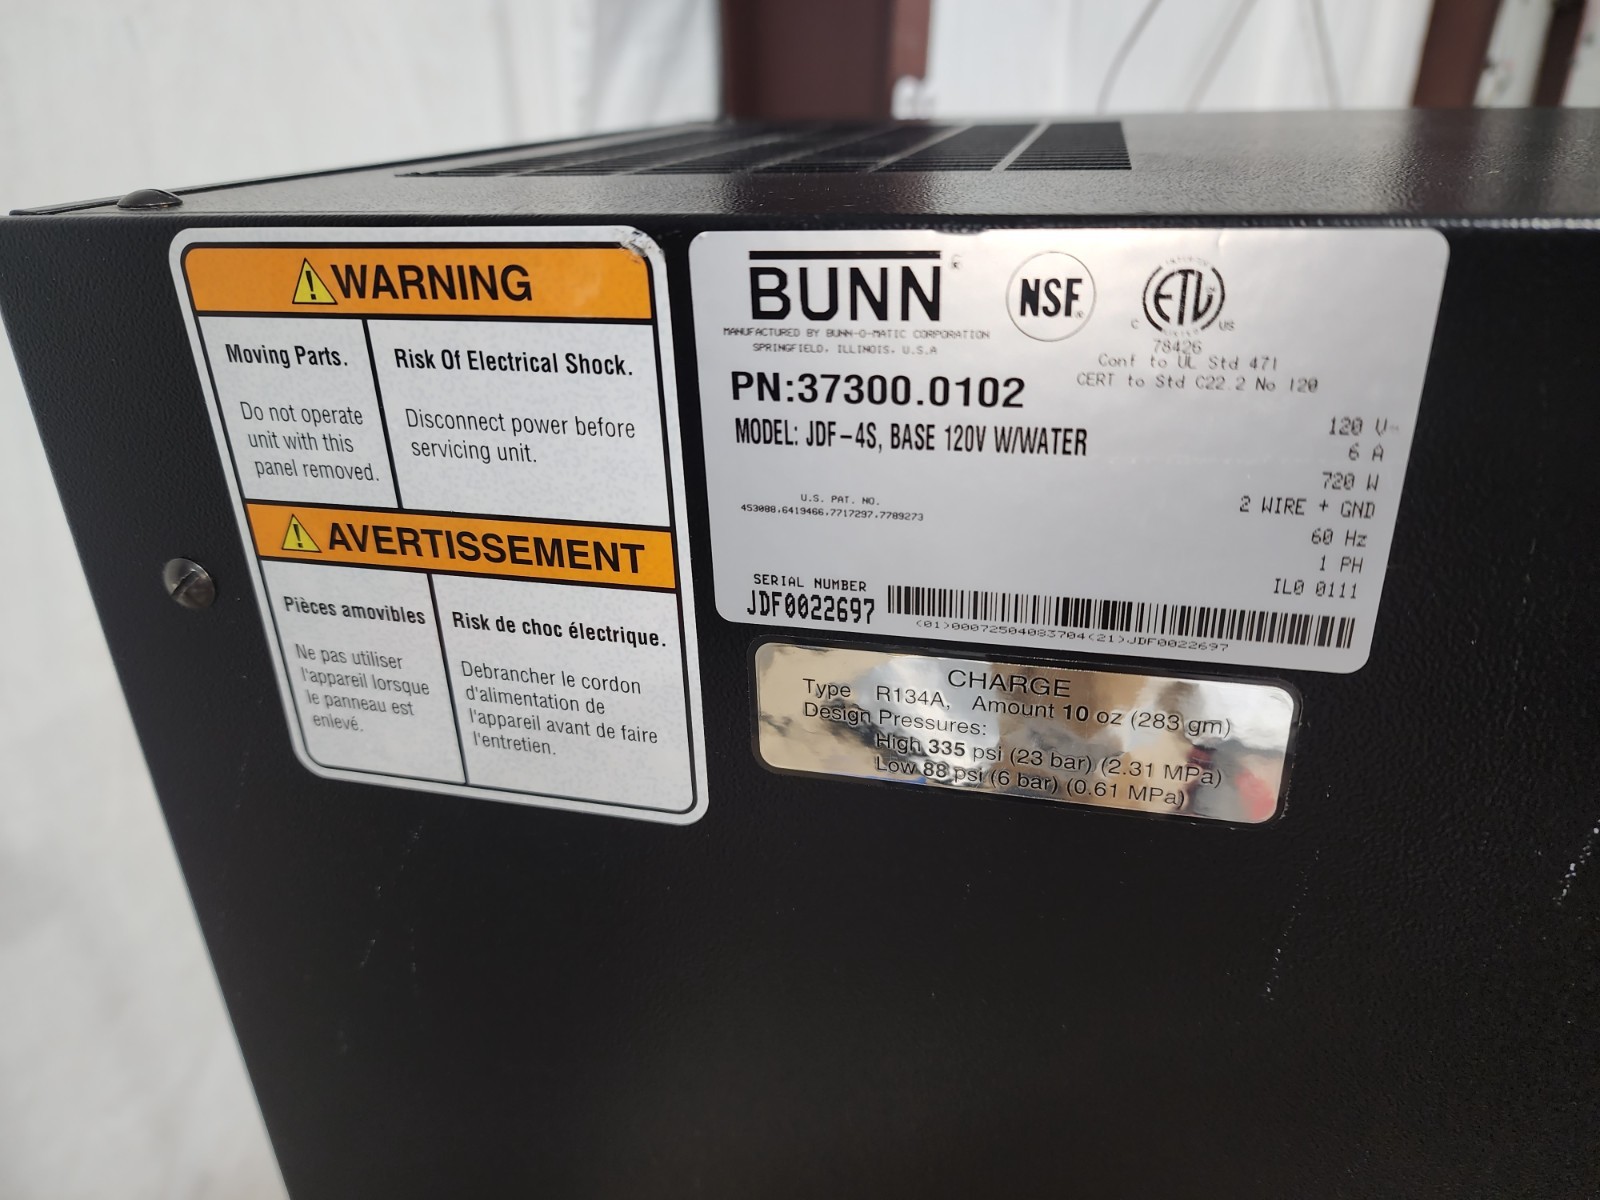 WARNING
Moving Parts.
Do not operate
unit with this
panel removed.
Risk Of Electrical Shock.
Disconnect power before
servicing unit.
AVERTISSEMENT
Pièces amovibles
Ne pas utiliser
l'appareil lorsque
le panneau est
enlevé.
Risk de choc électrique.
Debrancher le cordon
d'alimentation de
l'appareil avant de faire
l'entretien.
BUNN
MANUFACTURED BY BUNN-O-MATIC CORPORATION
SPRINGFIELD, ILLINOIS, U.S.A
NSF
C ETL US
78426
Conf to UL Std 471
CERT to Std C22.2 No 120
PN:37300.0102
MODEL: JDF-4S, BASE 120V W/WATER
120 V~
6 A
720 W
2 WIRE + GND
60 Hz
1 PH
IL0 0111
U.S. PAT. NO.
453088,6419466,7717297,7789273
SERIAL NUMBER
JDF0022697
(01)00072504083704(21)JDF0022697
CHARGE
Type R134A, Amount 10 oz (283 gm)
Design Pressures:
High 335 psi (23 bar) (2.31 MPa)
Low 88 psi (6 bar) (0.61 MPa)